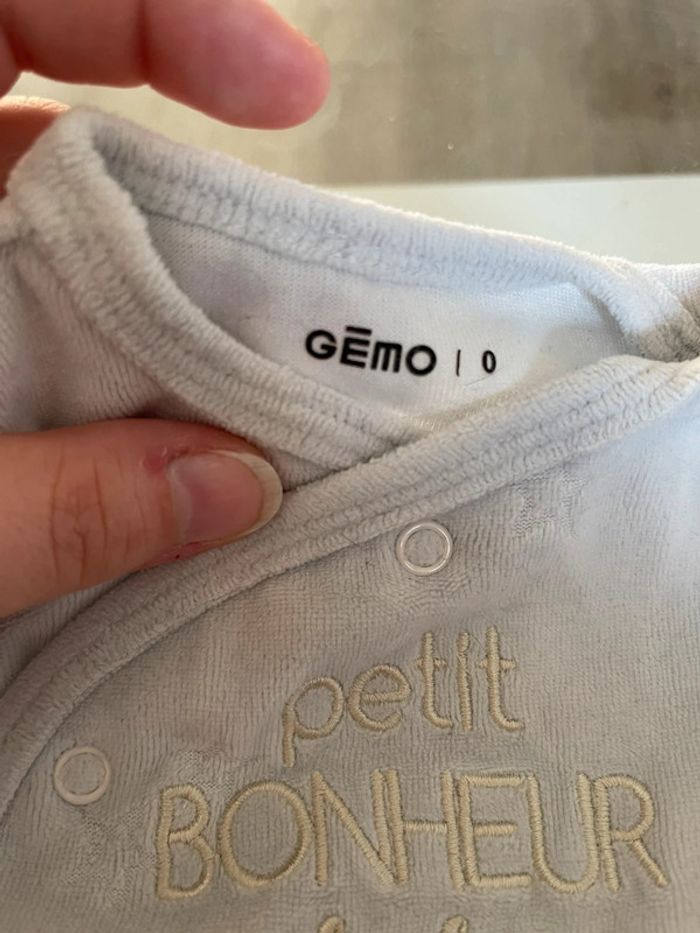 GĒMO | 0
petit
BONHEUR